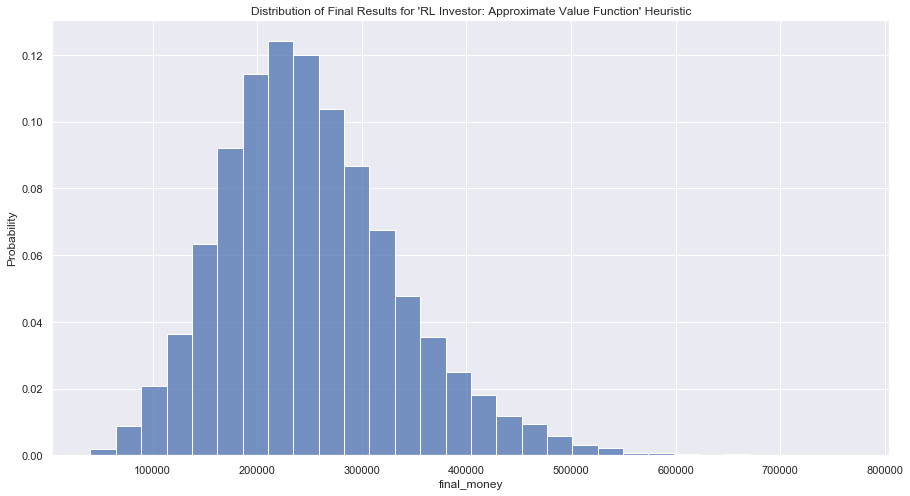 Distribution of Final Results for 'RL Investor: Approximate Value Function' Heuristic
0.12
0.10
0.08
0.06
0.04
0.02
0.00
Probability
100000 200000 300000 400000 500000 600000 700000 800000
final_money